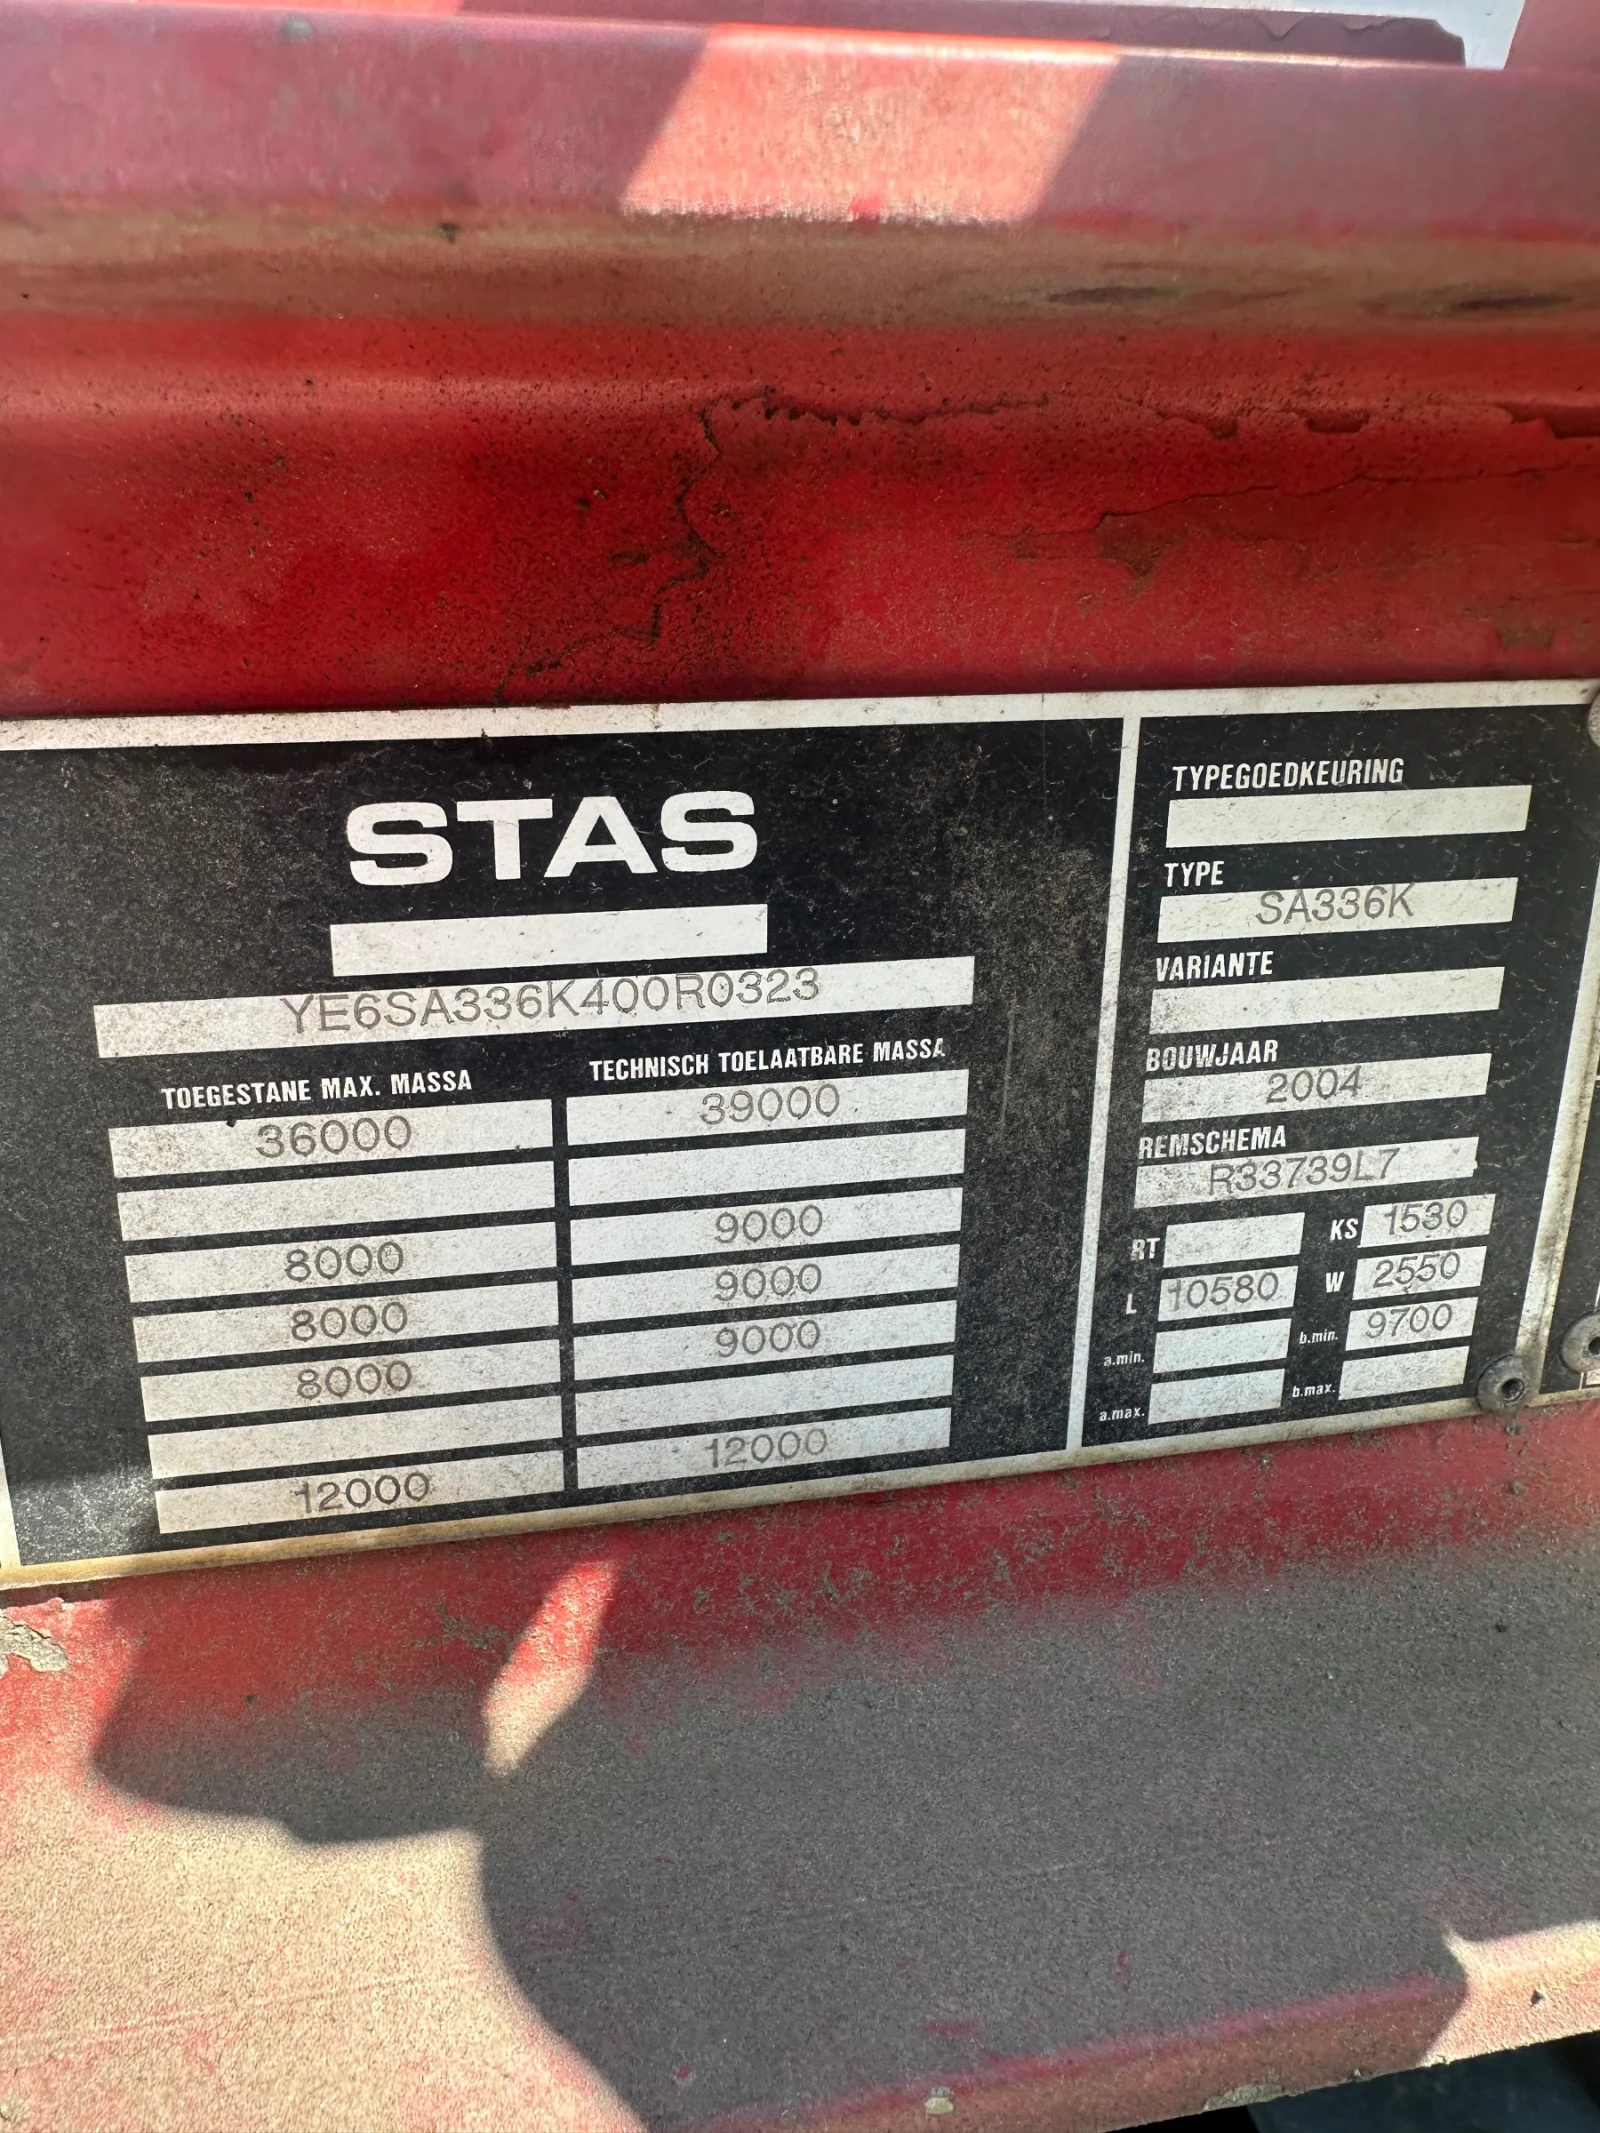 STAS
YE6SA336K400R0323
TOEGESTANE MAX. MASSA TECHNISCH TOELAATBARE MASSA
36000 39000
8000 9000
8000 9000
8000 9000
12000 12000
TYPEGOEDKEURING
TYPE
SA336K
VARIANTE
BOUWJAAR
2004
REMSCHEMA
R33739L7
RT KS 1530
L 10580 W 2550
a.min. b.min. 9700
a.max. b.max.